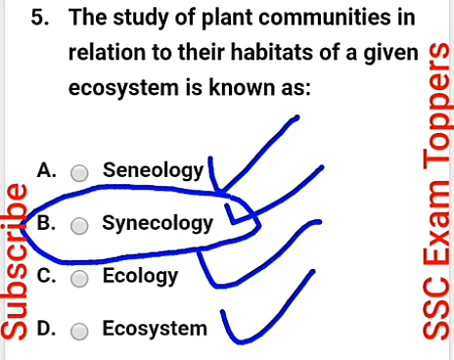 5. The study of plant communities in
relation to their habitats of a given
ecosystem is known as:
A. Seneology
B. Synecology
C. Ecology
D. Ecosystem
Subscribe
SSC Exam Toppers